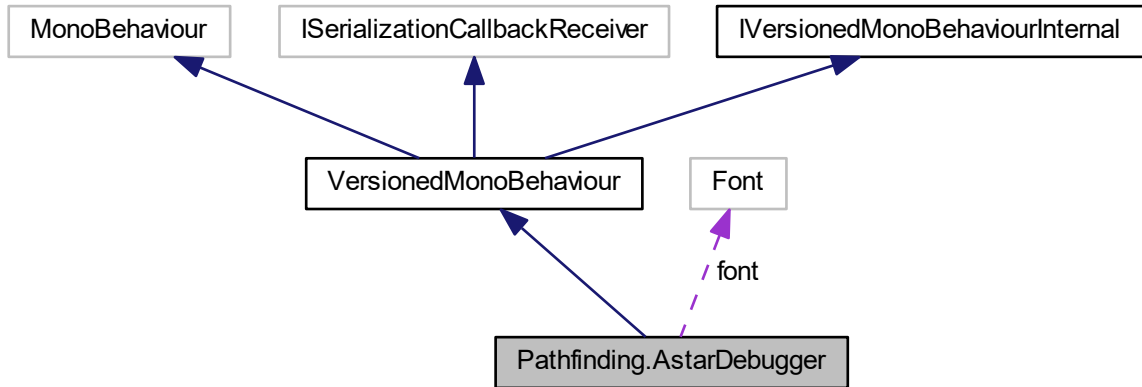 MonoBehaviour
ISerializationCallbackReceiver
IVersionedMonoBehaviourInternal
VersionedMonoBehaviour
Font
font
Pathfinding.AstarDebugger